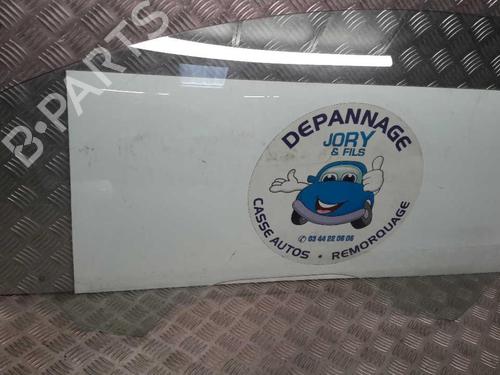 B-PARTS
DEPANNAGE
JORY
& FILS
CASSE AUTOS • REMORQUAGE
✆ 03 44 22 06 06